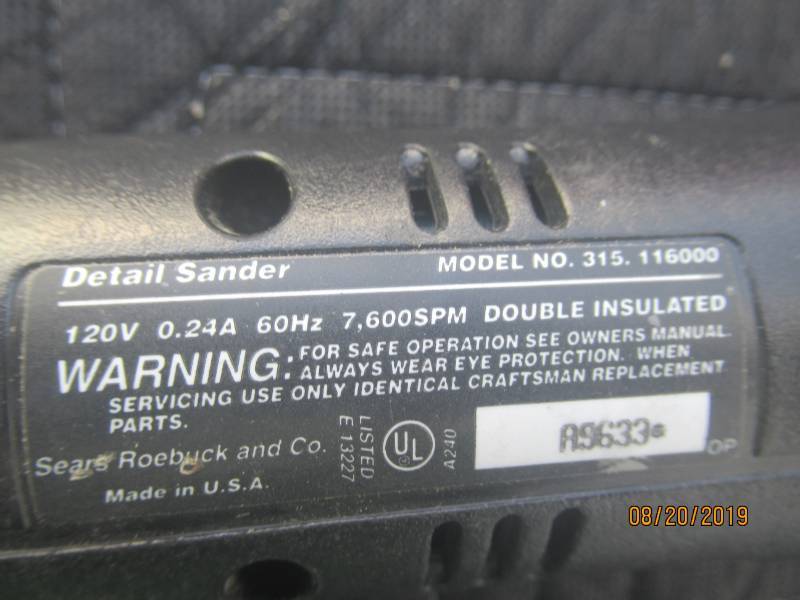 Detail Sander MODEL NO. 315. 116000
120V 0.24A 60Hz 7,600SPM DOUBLE INSULATED
WARNING: FOR SAFE OPERATION SEE OWNERS MANUAL.
ALWAYS WEAR EYE PROTECTION. WHEN
SERVICING USE ONLY IDENTICAL CRAFTSMAN REPLACEMENT
PARTS.
Sears Roebuck and Co.
Made in U.S.A.
LISTED
E 13227
UL
A240
A9633
OP
08/20/2019